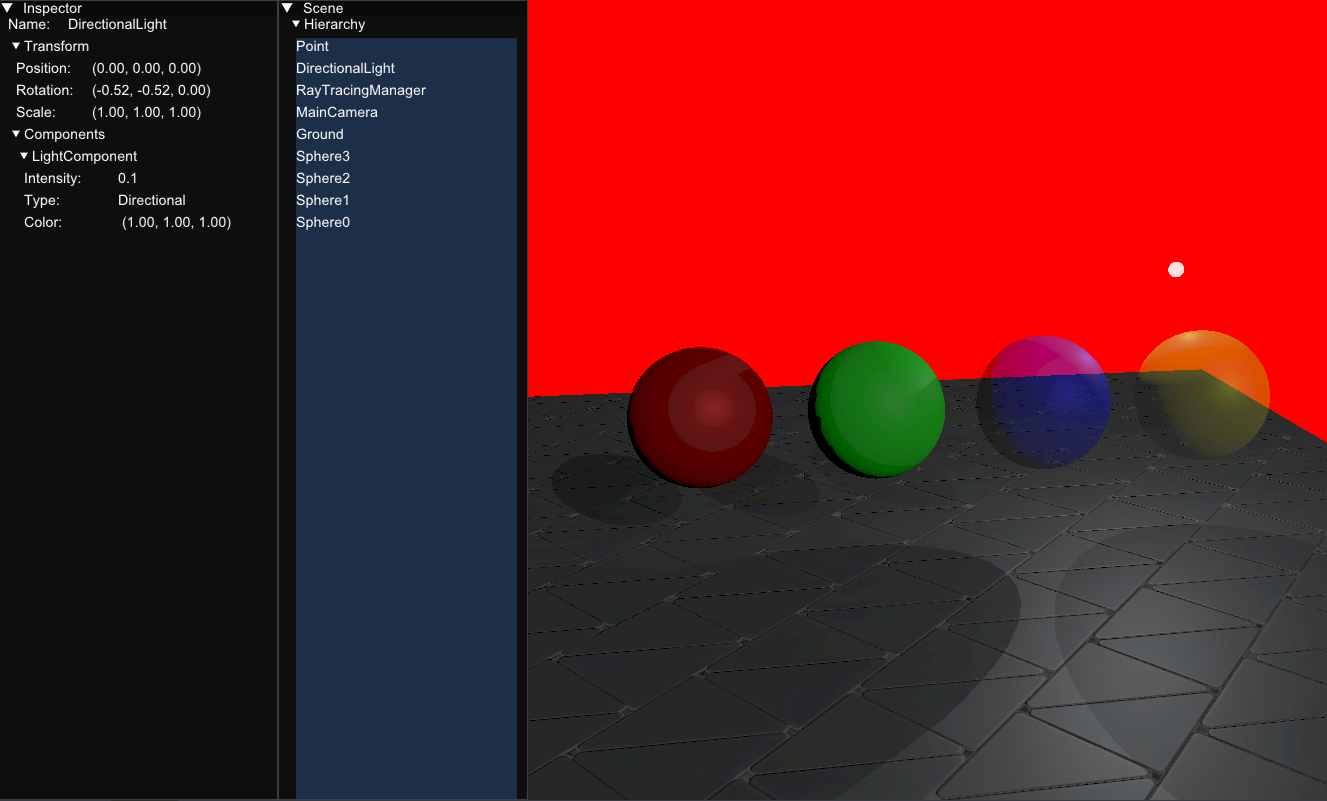 Inspector
Name: DirectionalLight
Transform
Position: (0.00, 0.00, 0.00)
Rotation: (-0.52, -0.52, 0.00)
Scale: (1.00, 1.00, 1.00)
Components
LightComponent
Intensity: 0.1
Type: Directional
Color: (1.00, 1.00, 1.00)
Scene
Hierarchy
Point
DirectionalLight
RayTracingManager
MainCamera
Ground
Sphere3
Sphere2
Sphere1
Sphere0